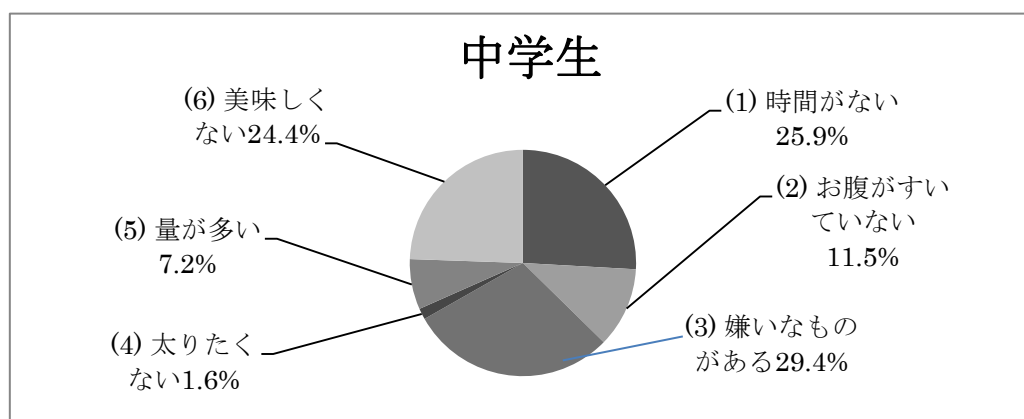 中学生
(1) 時間がない
25.9%
(2) お腹がすい
ていない
11.5%
(3) 嫌いなもの
がある29.4%
(4) 太りたく
ない1.6%
(5) 量が多い
7.2%
(6) 美味しく
ない24.4%